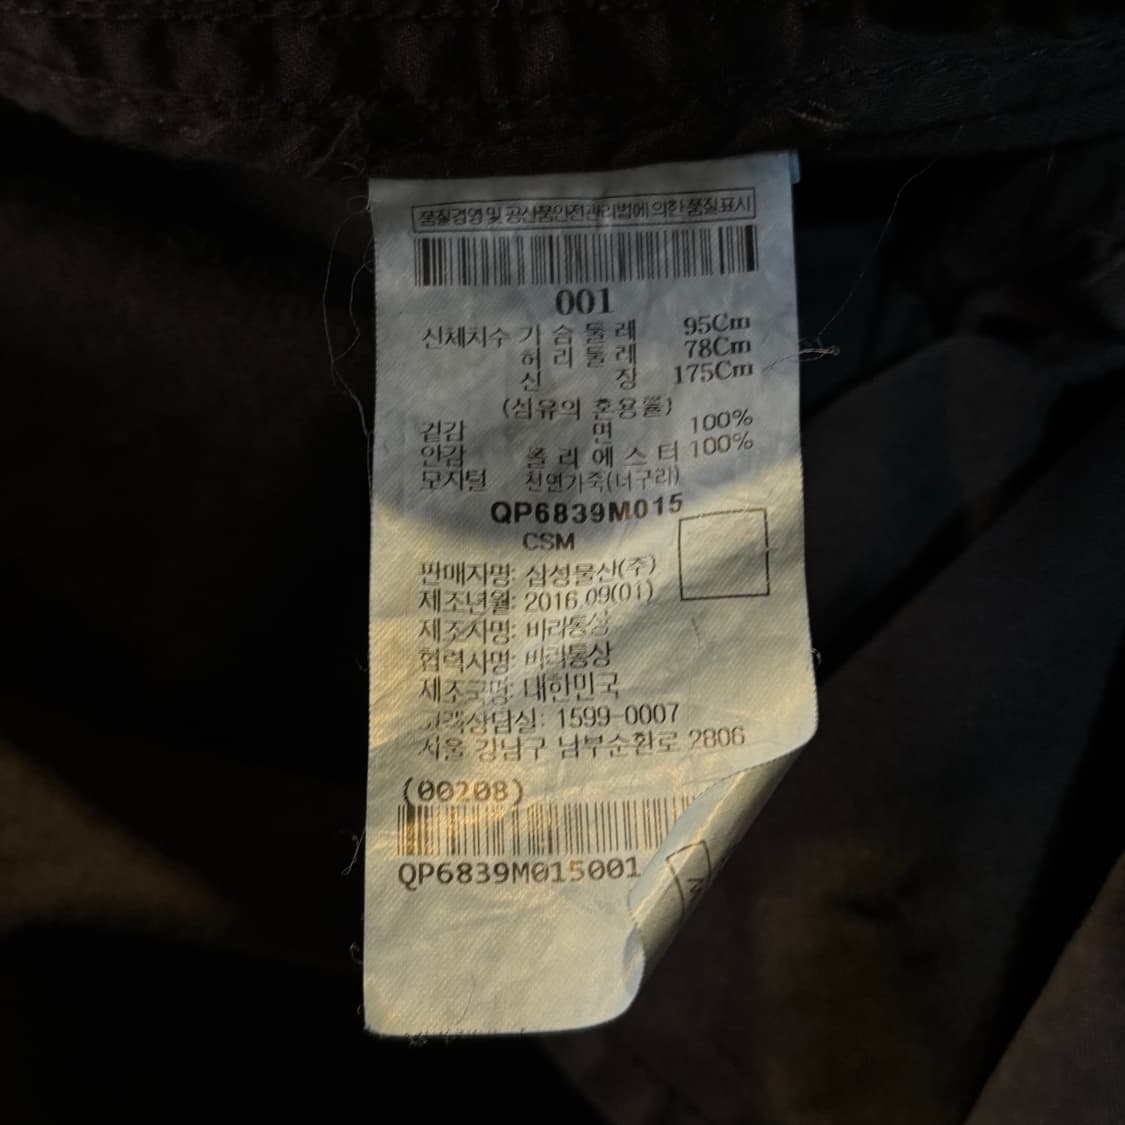 품질경영 및 공산품안전관리법에 의한 품질표시
001
신체치수 가슴둘레 95Cm
허리둘레 78Cm
신장 175Cm
(섬유의 혼용율)
겉감 면 100%
안감 폴리에스터 100%
모자털 천연가죽(너구리)
QP6839M015
CSM
판매자명: 삼성물산(주)
제조년월: 2016.09(01)
제조자명: 비라통상
협력사명: 비라통상
제조국명: 대한민국
고객상담실: 1599-0007
서울 강남구 남부순환로 2806
(00208)
QP6839M015001